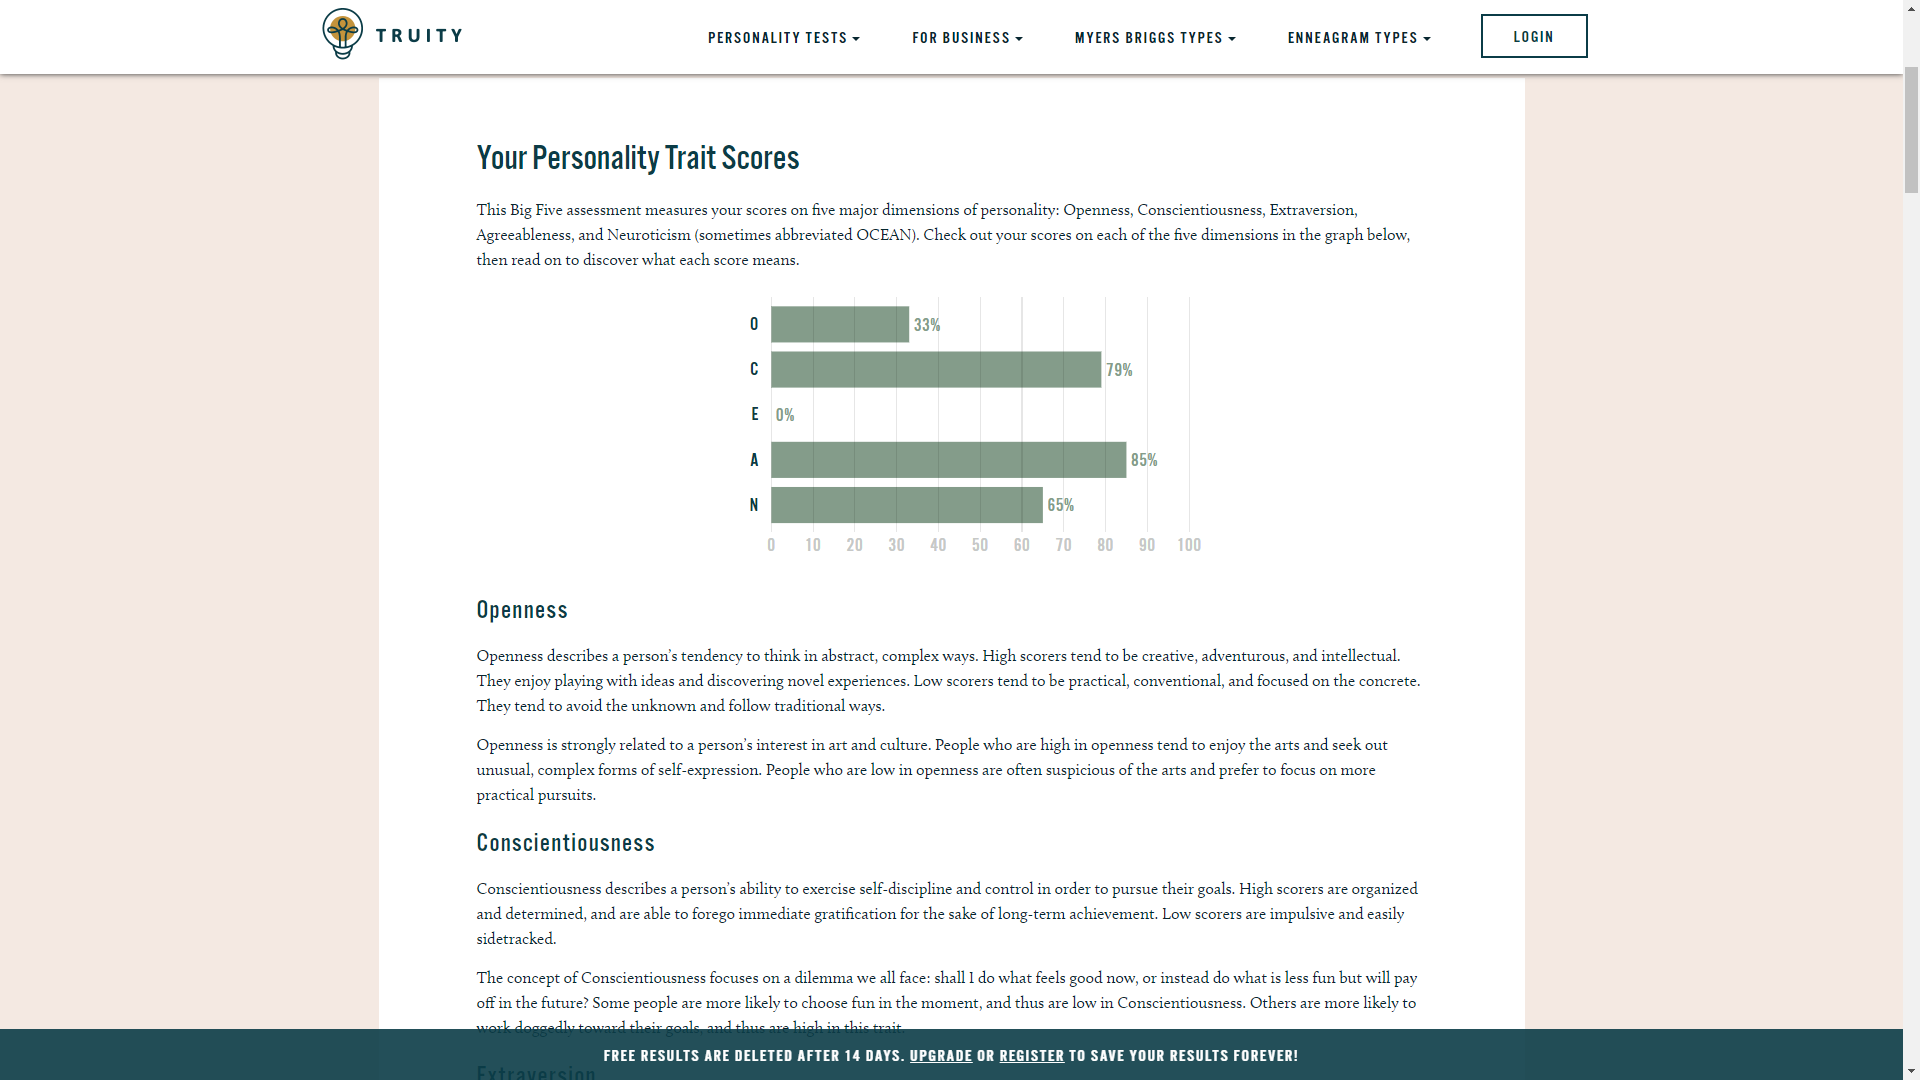 TRUITY
PERSONALITY TESTS
FOR BUSINESS
MYERS BRIGGS TYPES
ENNEAGRAM TYPES
LOGIN
Your Personality Trait Scores
This Big Five assessment measures your scores on five major dimensions of personality: Openness, Conscientiousness, Extraversion,
Agreeableness, and Neuroticism (sometimes abbreviated OCEAN). Check out your scores on each of the five dimensions in the graph below,
then read on to discover what each score means.
O 33%
C 79%
E 0%
A 85%
N 65%
0 10 20 30 40 50 60 70 80 90 100
Openness
Openness describes a person’s tendency to think in abstract, complex ways. High scorers tend to be creative, adventurous, and intellectual.
They enjoy playing with ideas and discovering novel experiences. Low scorers tend to be practical, conventional, and focused on the concrete.
They tend to avoid the unknown and follow traditional ways.
Openness is strongly related to a person’s interest in art and culture. People who are high in openness tend to enjoy the arts and seek out
unusual, complex forms of self-expression. People who are low in openness are often suspicious of the arts and prefer to focus on more
practical pursuits.
Conscientiousness
Conscientiousness describes a person’s ability to exercise self-discipline and control in order to pursue their goals. High scorers are organized
and determined, and are able to forego immediate gratification for the sake of long-term achievement. Low scorers are impulsive and easily
sidetracked.
The concept of Conscientiousness focuses on a dilemma we all face: shall I do what feels good now, or instead do what is less fun but will pay
off in the future? Some people are more likely to choose fun in the moment, and thus are low in Conscientiousness. Others are more likely to
work doggedly toward their goals, and thus are high in this trait.
FREE RESULTS ARE DELETED AFTER 14 DAYS. UPGRADE OR REGISTER TO SAVE YOUR RESULTS FOREVER!
Extraversion